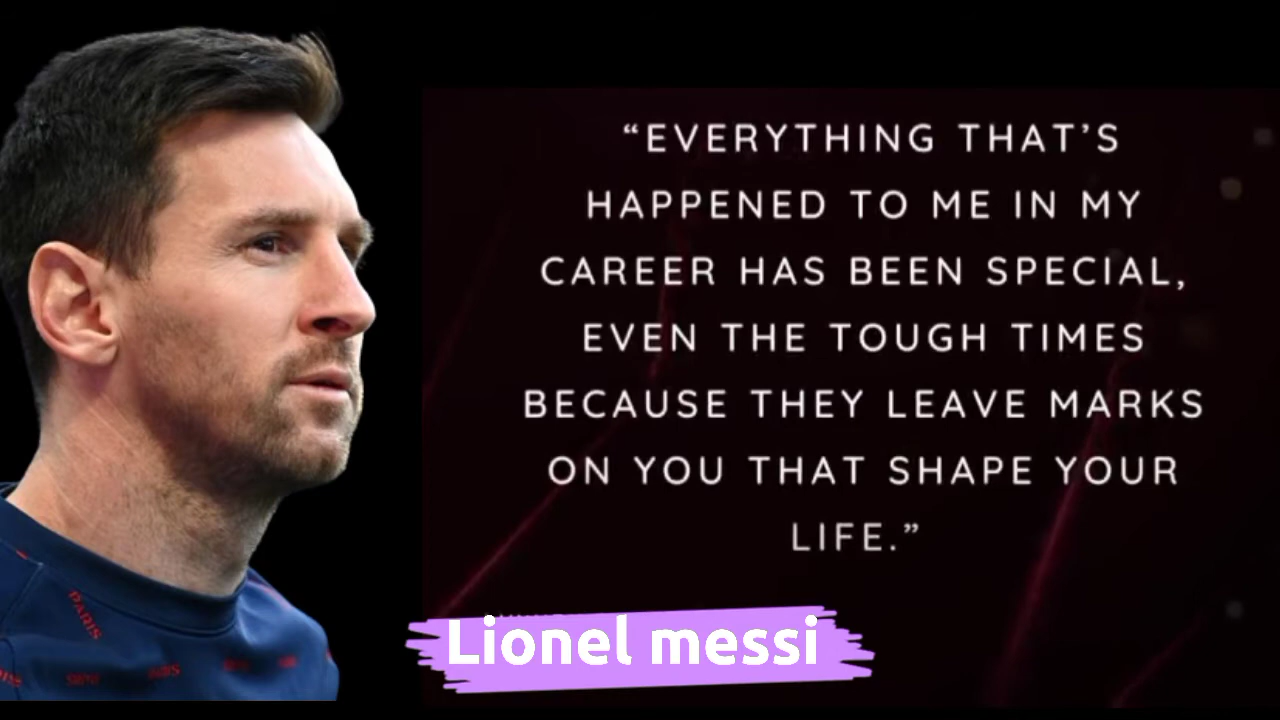 “EVERYTHING THAT’S
HAPPENED TO ME IN MY
CAREER HAS BEEN SPECIAL,
EVEN THE TOUGH TIMES
BECAUSE THEY LEAVE MARKS
ON YOU THAT SHAPE YOUR
LIFE.”
Lionel messi
PARIS